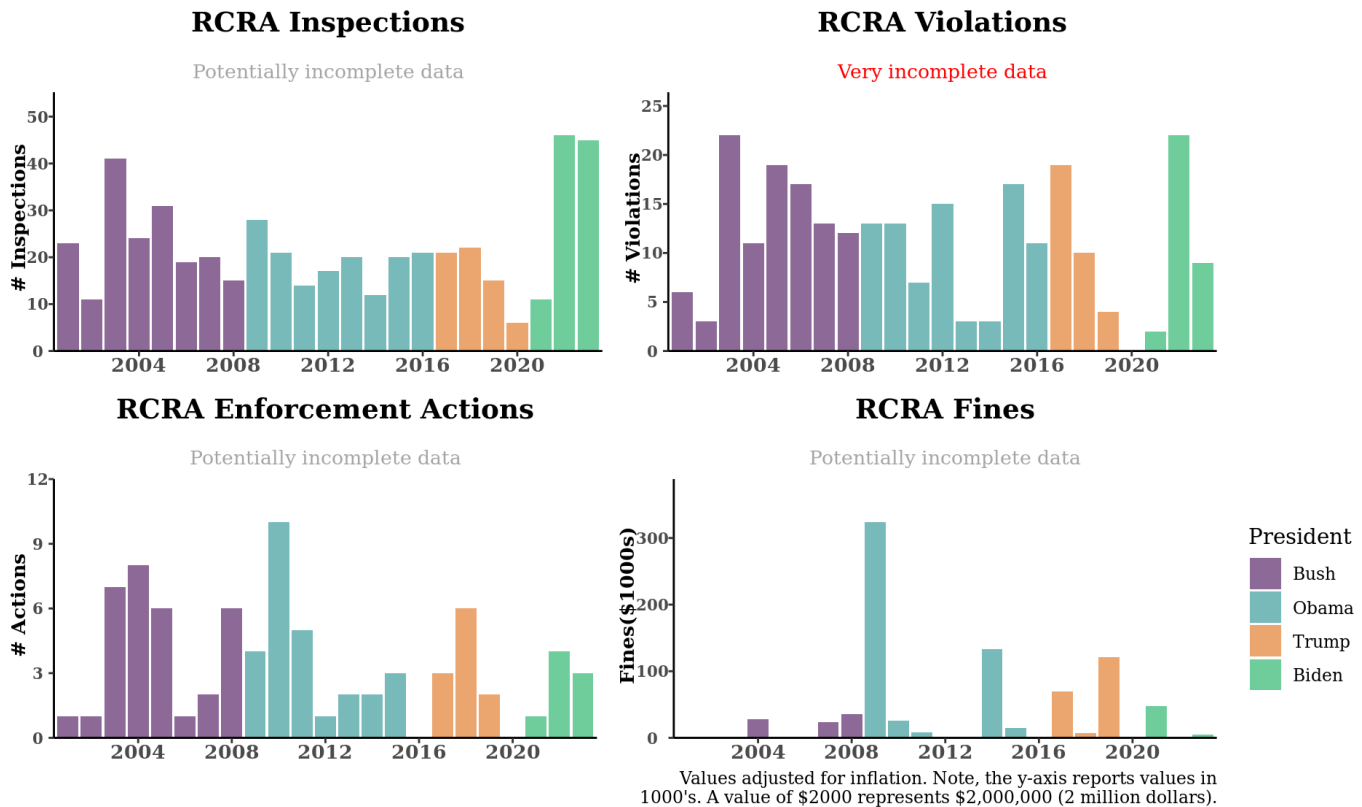 RCRA Inspections
Potentially incomplete data
# Inspections
50
40
30
20
10
0
2004 2008 2012 2016 2020
RCRA Violations
Very incomplete data
# Violations
25
20
15
10
5
0
2004 2008 2012 2016 2020
RCRA Enforcement Actions
Potentially incomplete data
# Actions
12
9
6
3
0
2004 2008 2012 2016 2020
RCRA Fines
Potentially incomplete data
Fines($1000s)
300
200
100
0
2004 2008 2012 2016 2020
President
Bush
Obama
Trump
Biden
Values adjusted for inflation. Note, the y-axis reports values in
1000's. A value of $2000 represents $2,000,000 (2 million dollars).